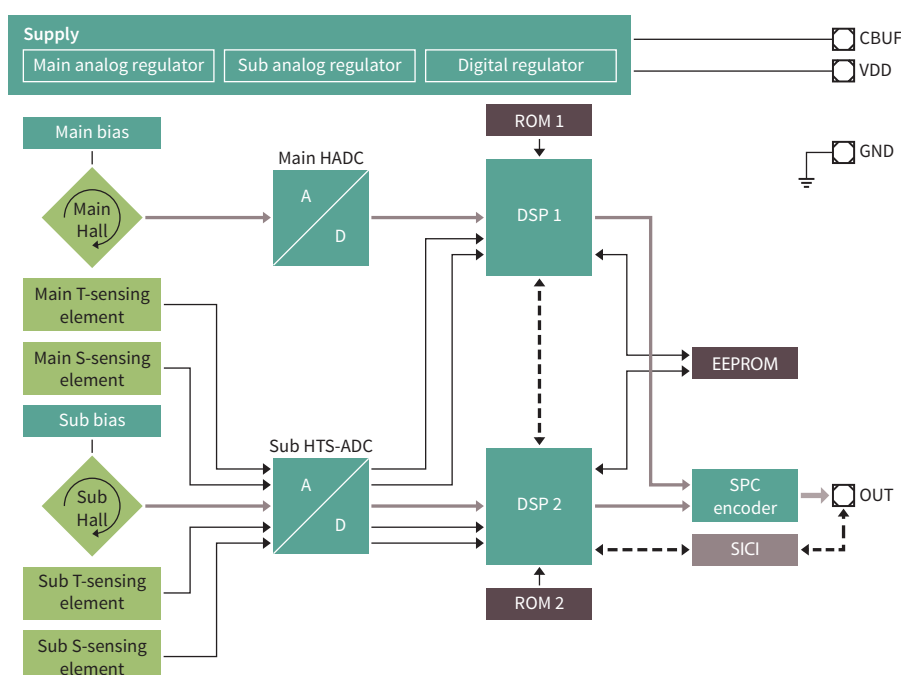 Supply
Main analog regulator
Sub analog regulator
Digital regulator
CBUF
VDD
GND
Main bias
ROM 1
Main HADC
Main
Hall
A
D
DSP 1
Main T-sensing
element
Main S-sensing
element
EEPROM
Sub bias
Sub HTS-ADC
Sub
Hall
A
D
DSP 2
SPC
encoder
OUT
SICI
Sub T-sensing
element
ROM 2
Sub S-sensing
element